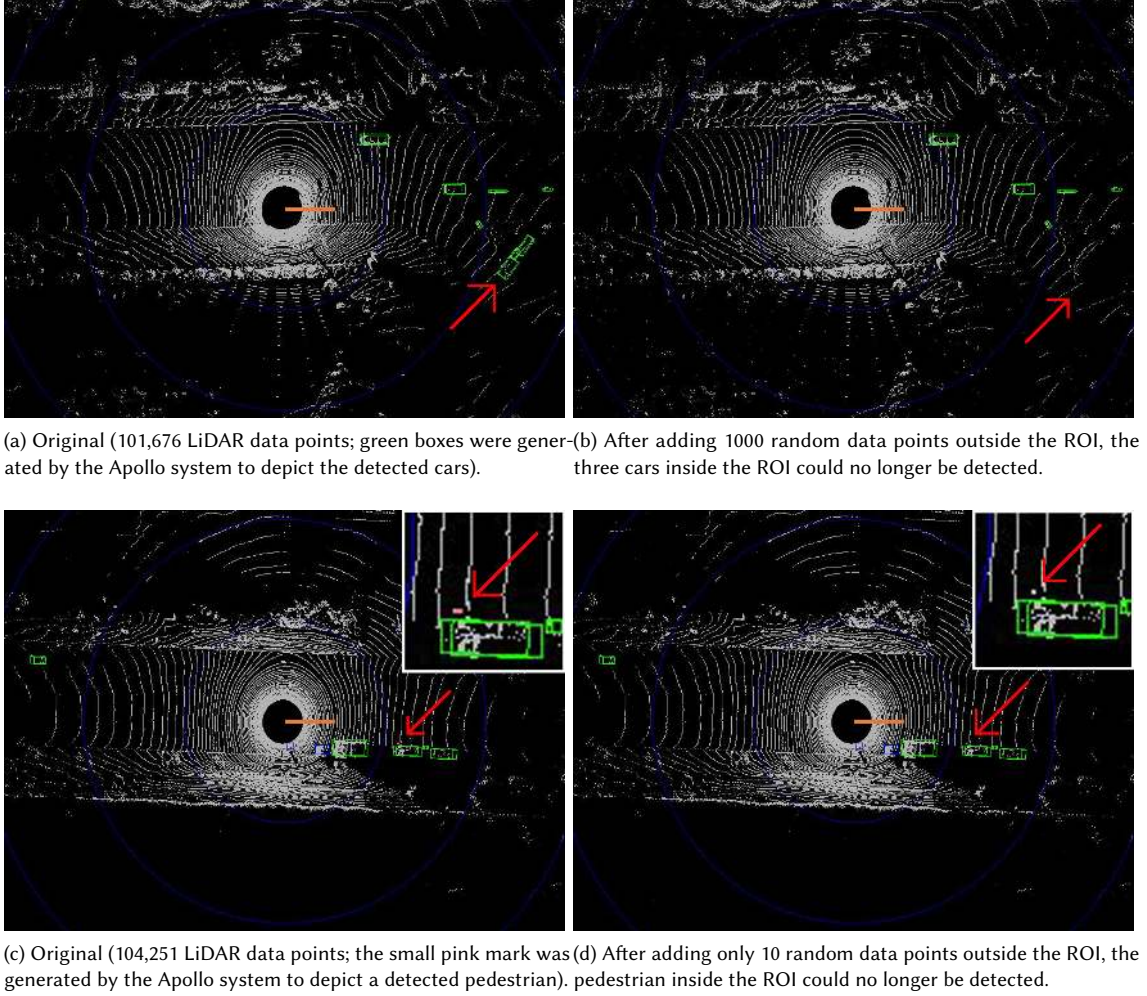 (a) Original (101,676 LiDAR data points; green boxes were gener-
ated by the Apollo system to depict the detected cars).
(b) After adding 1000 random data points outside the ROI, the
three cars inside the ROI could no longer be detected.
(c) Original (104,251 LiDAR data points; the small pink mark was
generated by the Apollo system to depict a detected pedestrian).
(d) After adding only 10 random data points outside the ROI, the
pedestrian inside the ROI could no longer be detected.